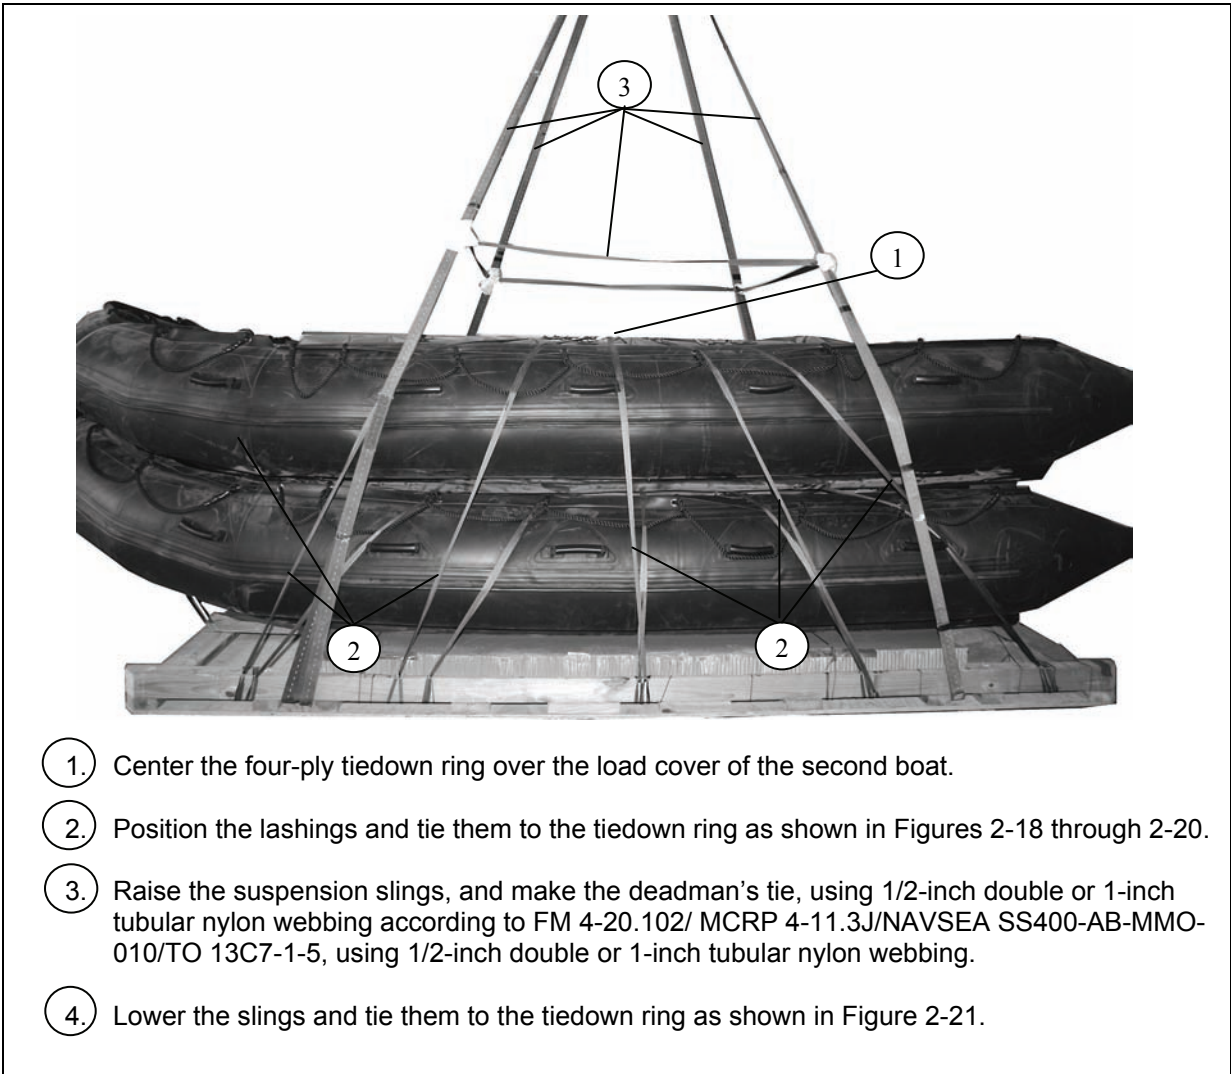 3
1
2
2
1. Center the four-ply tiedown ring over the load cover of the second boat.
2. Position the lashings and tie them to the tiedown ring as shown in Figures 2-18 through 2-20.
3. Raise the suspension slings, and make the deadman’s tie, using 1/2-inch double or 1-inch
tubular nylon webbing according to FM 4-20.102/ MCRP 4-11.3J/NAVSEA SS400-AB-MMO-
010/TO 13C7-1-5, using 1/2-inch double or 1-inch tubular nylon webbing.
4. Lower the slings and tie them to the tiedown ring as shown in Figure 2-21.